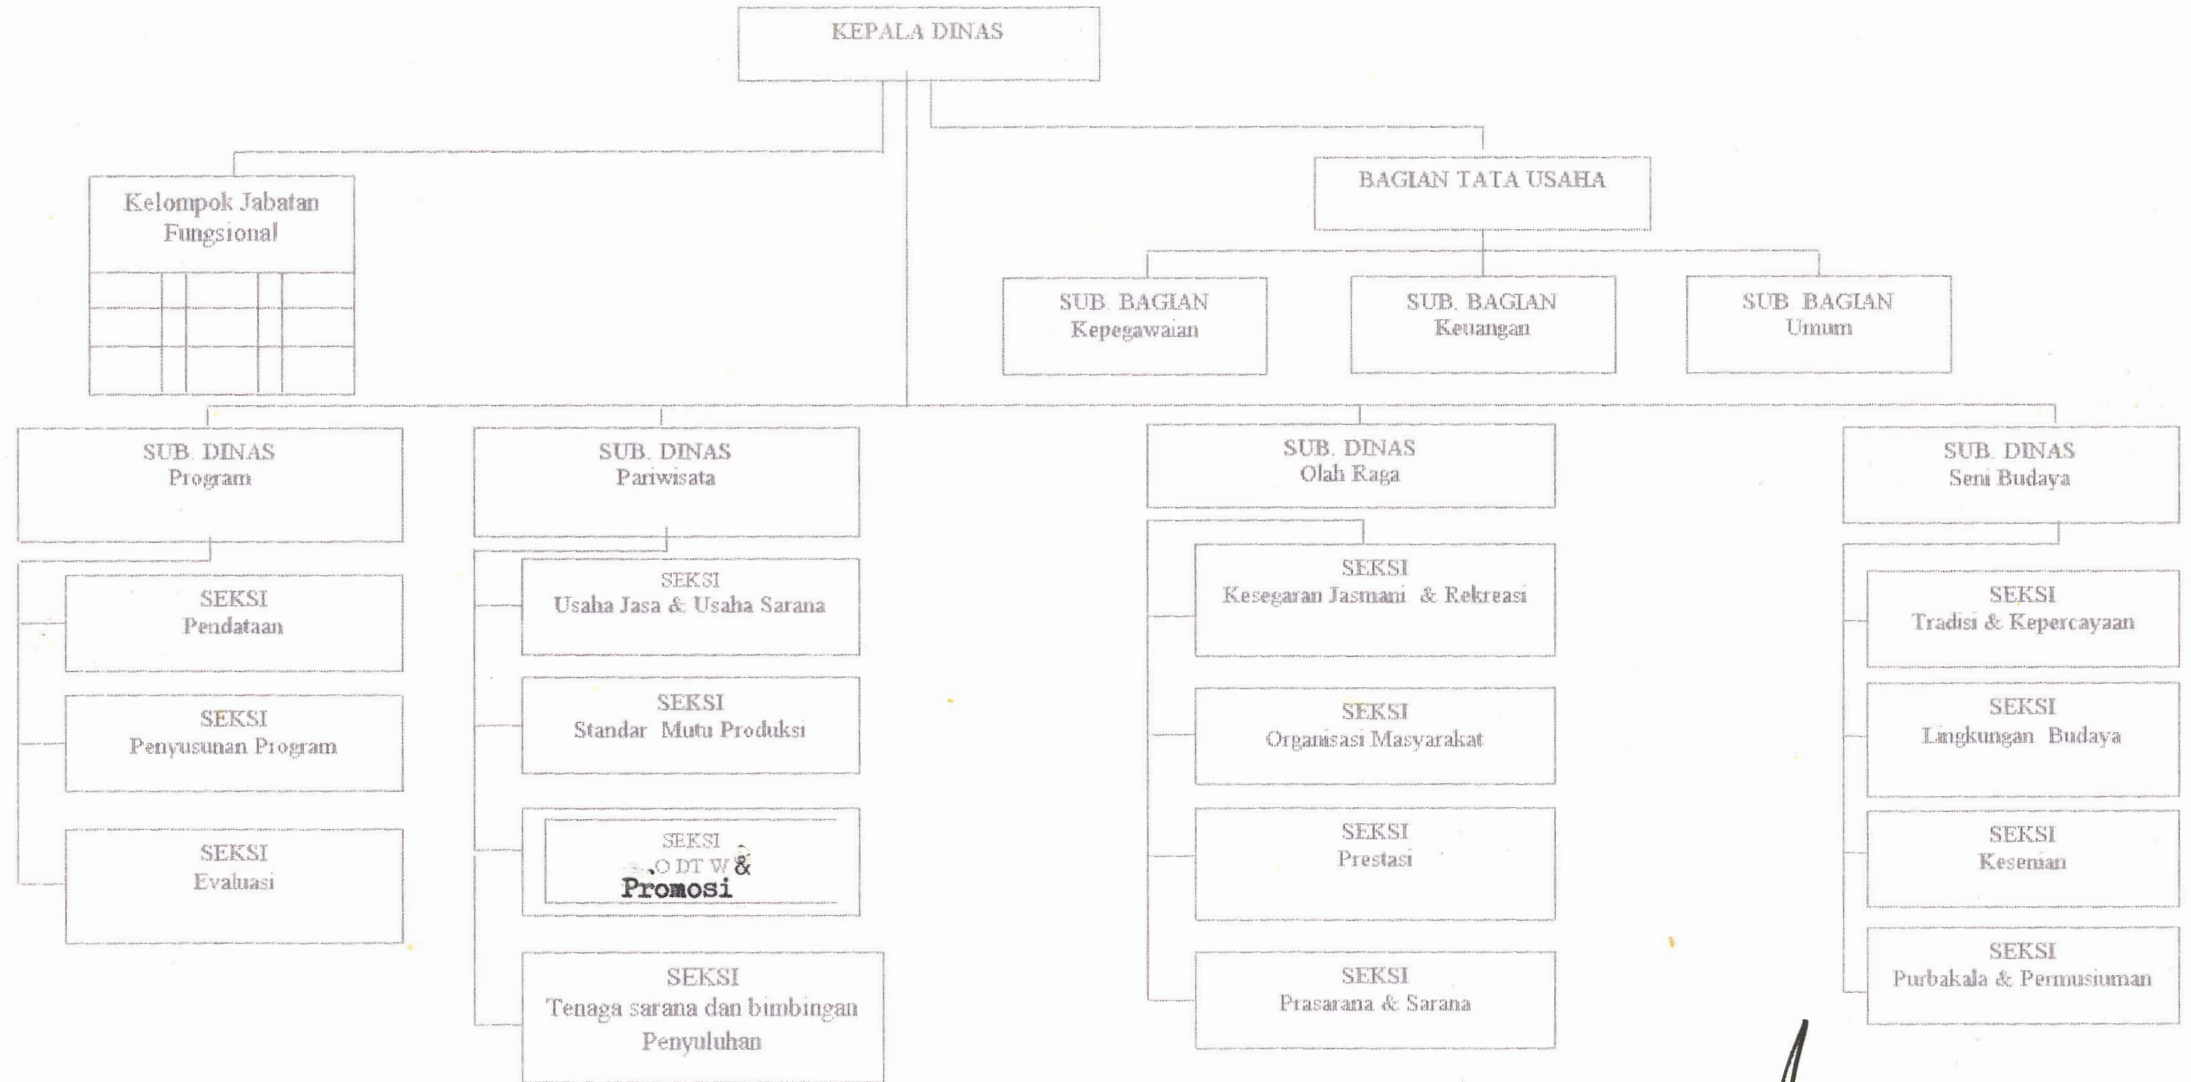 KEPALA DINAS
BAGIAN TATA USAHA
Kelompok Jabatan
Fungsional
SUB. BAGIAN
Kepegawaian
SUB. BAGIAN
Keuangan
SUB. BAGIAN
Umum
SUB. DINAS
Program
SUB. DINAS
Pariwisata
SUB. DINAS
Olah Raga
SUB. DINAS
Seni Budaya
SEKSI
Pendataan
SEKSI
Penyusunan Program
SEKSI
Evaluasi
SEKSI
Usaha Jasa & Usaha Sarana
SEKSI
Standar Mutu Produksi
SEKSI
O DT W &
Promosi
SEKSI
Tenaga sarana dan bimbingan
Penyuluhan
SEKSI
Kesegaran Jasmani & Rekreasi
SEKSI
Organisasi Masyarakat
SEKSI
Prestasi
SEKSI
Prasarana & Sarana
SEKSI
Tradisi & Kepercayaan
SEKSI
Lingkungan Budaya
SEKSI
Kesenian
SEKSI
Purbakala & Permusiuman